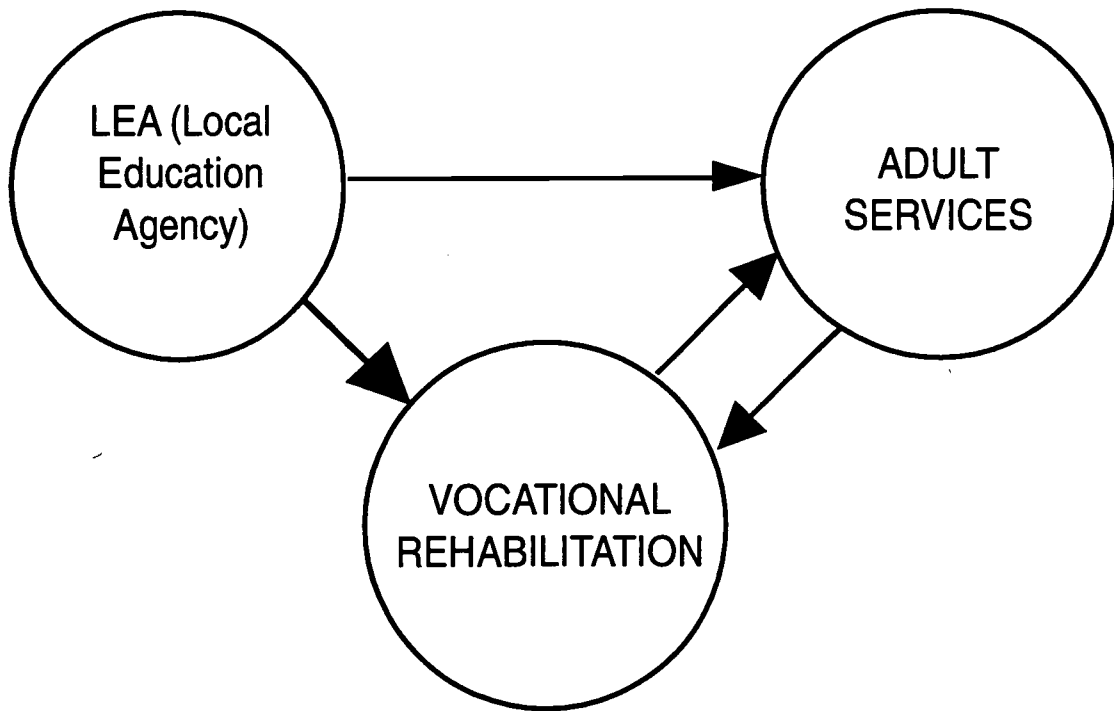 LEA (Local
Education
Agency)
ADULT
SERVICES
VOCATIONAL
REHABILITATION